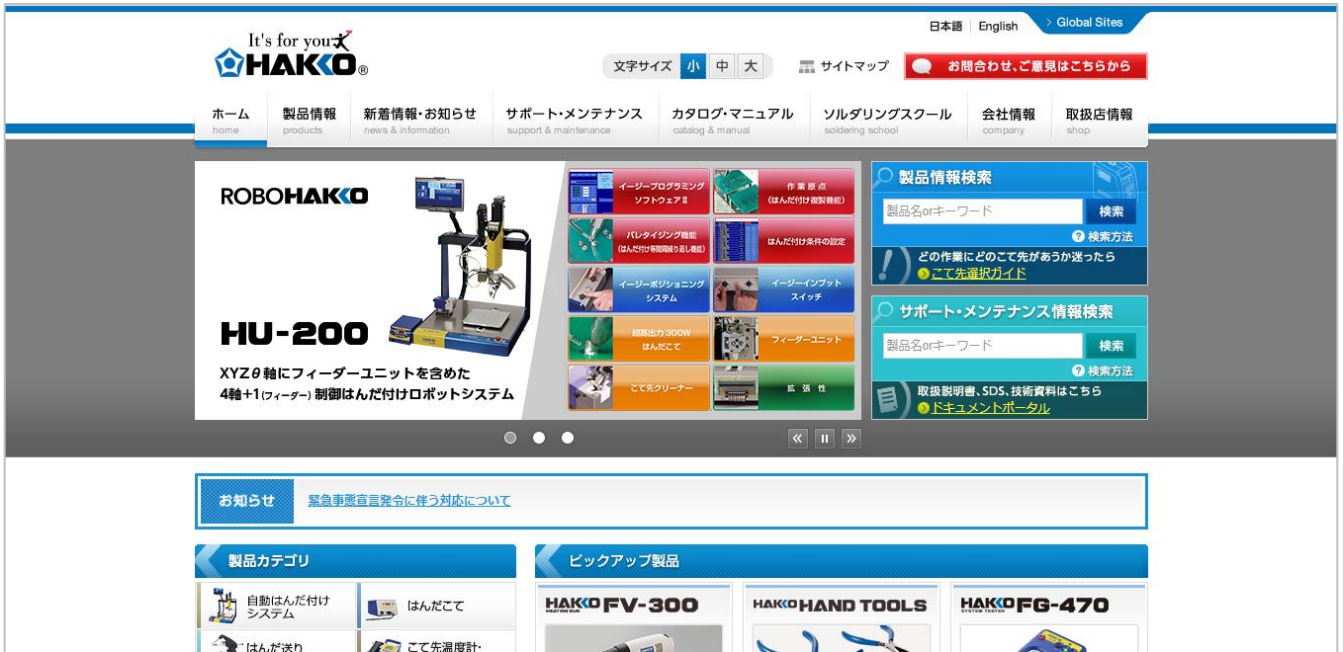 日本語 English > Global Sites
It's for you
HAKKO®
文字サイズ 小 中 大 サイトマップ お問合わせ、ご意見はこちらから
ホーム 製品情報 新着情報・お知らせ サポート・メンテナンス カタログ・マニュアル ソルダリングスクール 会社情報 取扱店情報
home products news & information support & maintenance catalog & manual soldering school company shop
ROBOHAKKO
HU-200
XYZθ軸にフィーダーユニットを含めた
4軸+1(フィーダー)制御はんだ付けロボットシステム
イージープログラミング
ソフトウェアⅡ
作業原点
(はんだ付け複製機能)
パレタイジング機能
(はんだ付け等間隔繰り返し機能)
はんだ付け条件の設定
イージーポジショニング
システム
イージーインプット
スイッチ
超高出力300W
はんだこて
フィーダーユニット
こて先クリーナー
拡張性
製品情報検索
製品名orキーワード 検索
? 検索方法
どの作業にどのこて先があうか迷ったら
こて先選択ガイド
サポート・メンテナンス情報検索
製品名orキーワード 検索
? 検索方法
取扱説明書、SDS、技術資料はこちら
ドキュメントポータル
お知らせ 緊急事態宣言発令に伴う対応について
製品カテゴリ
自動はんだ付け
システム
はんだこて
はんだ送り
こて先温度計・
ピックアップ製品
HAKKO FV-300
HEATING GUN
HAKKO HAND TOOLS
HAKKO FG-470
SYSTEM TESTER